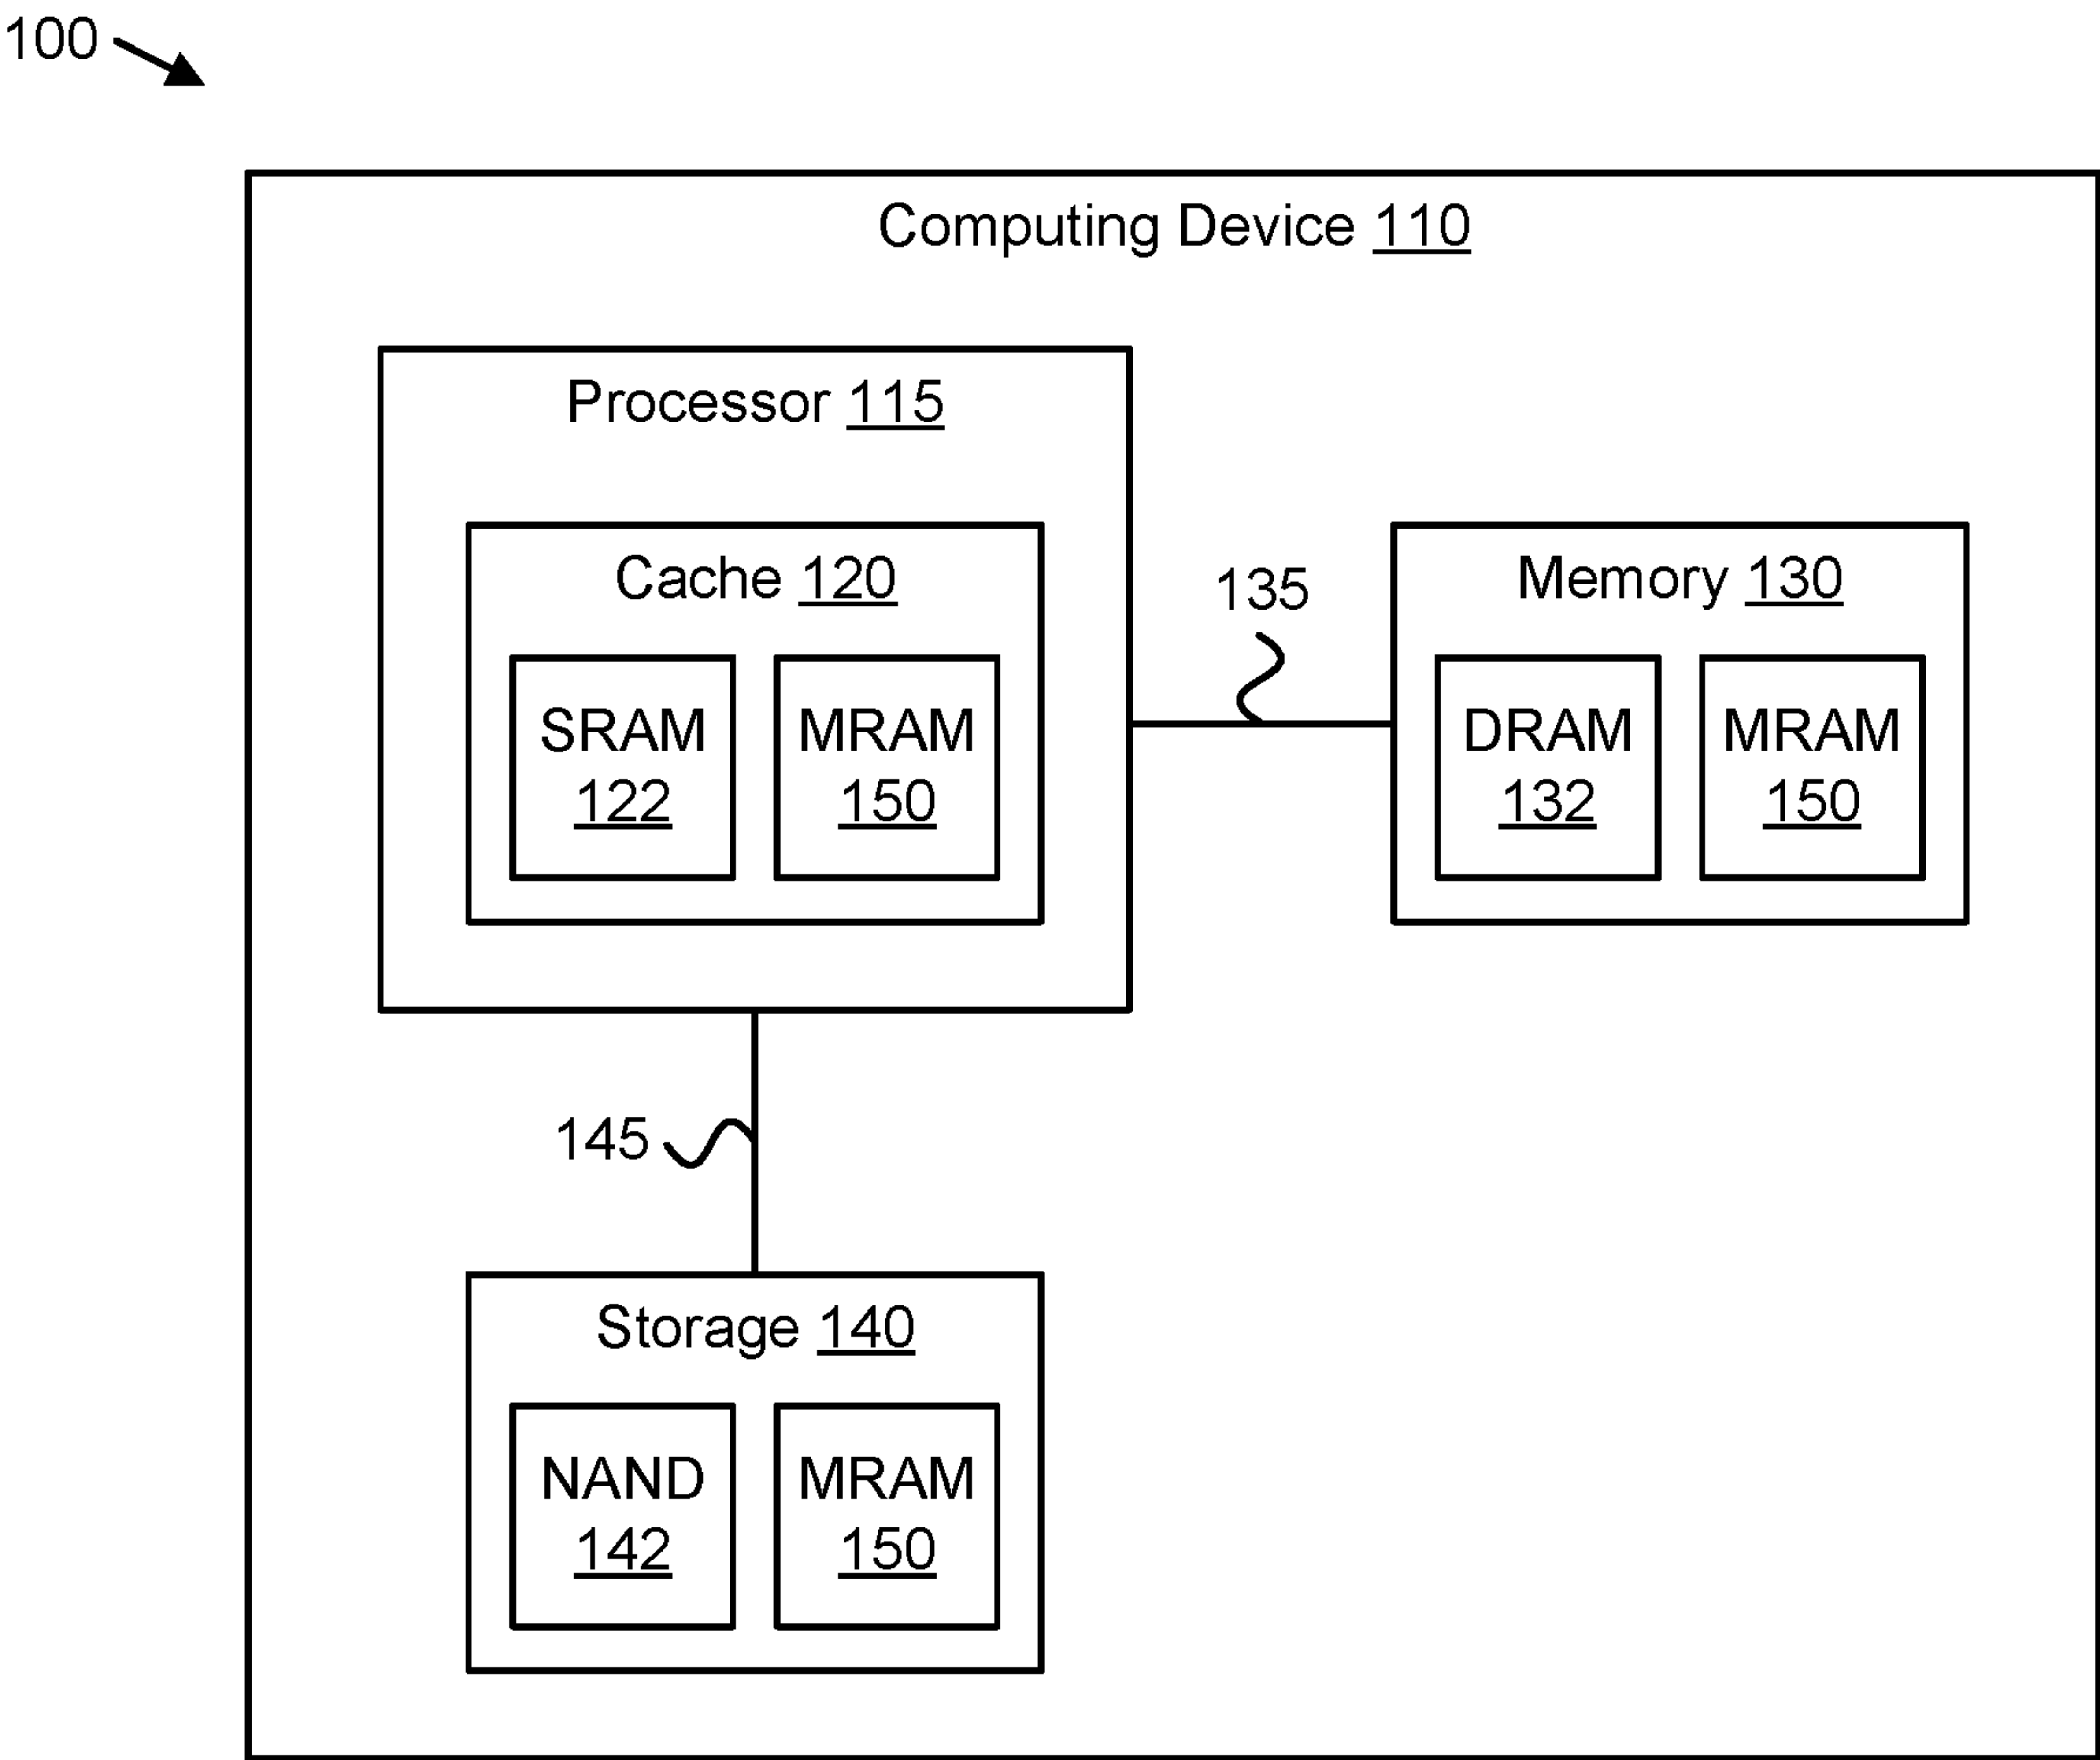 100
Computing Device 110
Processor 115
Cache 120
SRAM
122
MRAM
150
135
Memory 130
DRAM
132
MRAM
150
145
Storage 140
NAND
142
MRAM
150